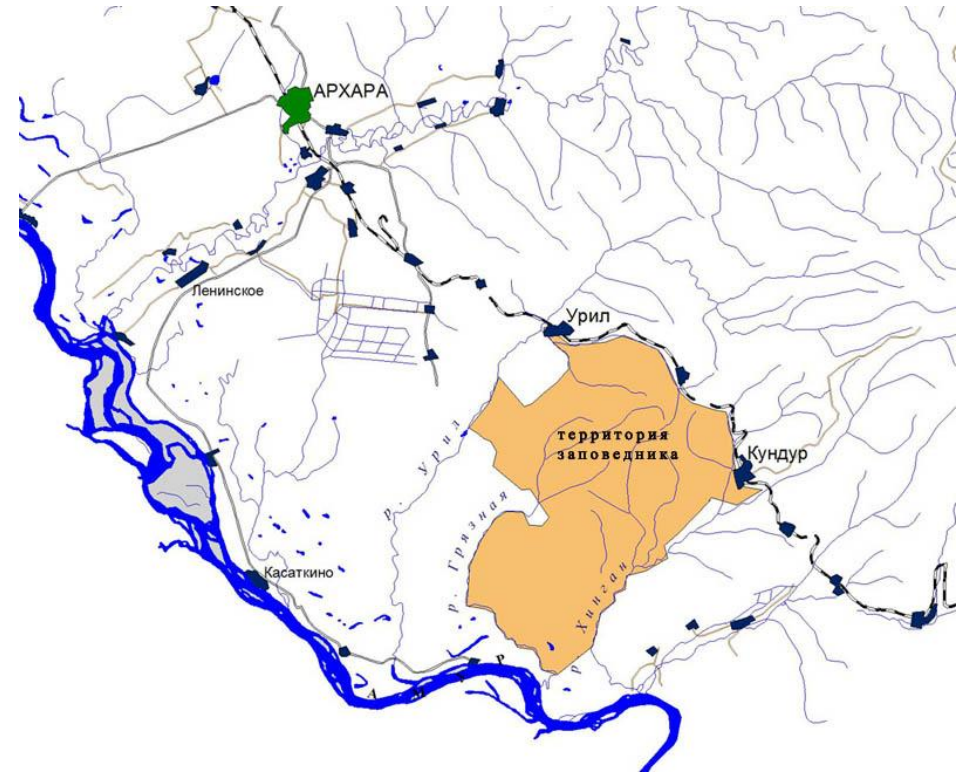 АРХАРА
Ленинское
Урил
р. Урил
территория
заповедника
Кундур
р. Грязная
р. Хинган
Касаткино
АМУР